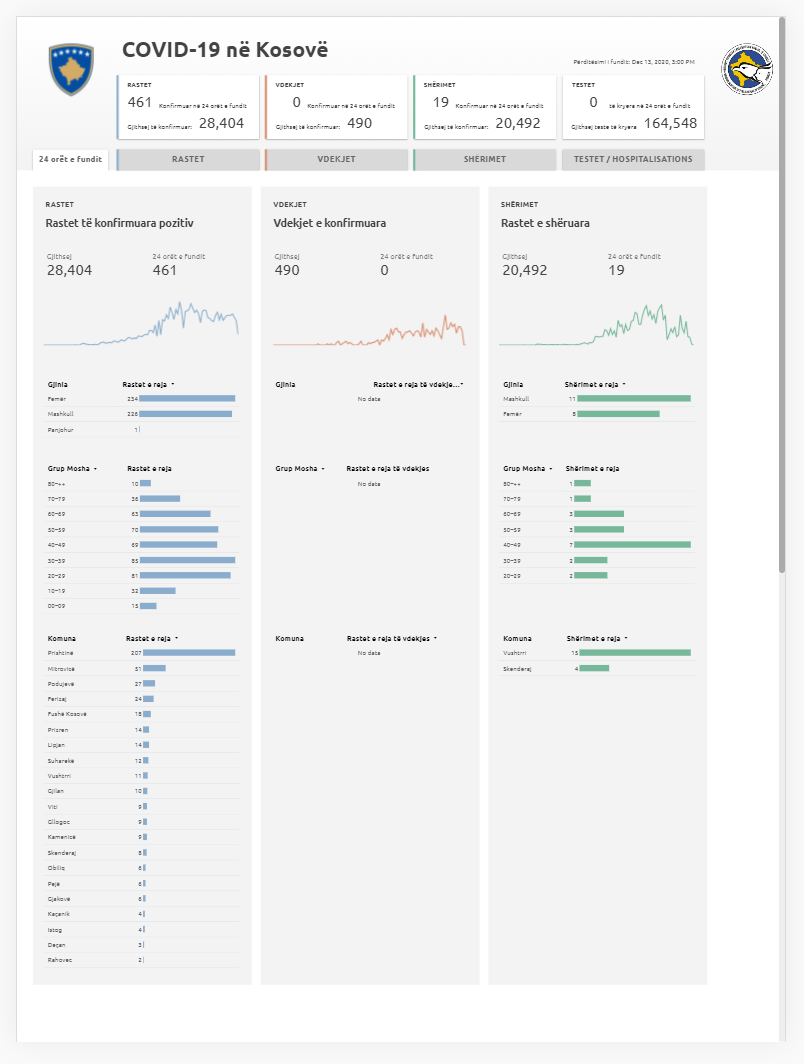 COVID-19 në Kosovë
Përditësimi i fundit: Dec 13, 2020, 3:00 PM
RASTET
461 Konfirmuar në 24 orët e fundit
Gjithsej të konfirmuar: 28,404
VDEKJET
0 Konfirmuar në 24 orët e fundit
Gjithsej të konfirmuar: 490
SHËRIMET
19 Konfirmuar në 24 orët e fundit
Gjithsej të konfirmuar: 20,492
TESTET
0 të kryera në 24 orët e fundit
Gjithsej teste të kryera 164,548
24 orët e fundit
RASTET
VDEKJET
SHËRIMET
TESTET / HOSPITALISATIONS
RASTET
Rastet të konfirmuara pozitiv
Gjithsej 24 orët e fundit
28,404 461
Gjinia Rastet e reja
Femër 234
Mashkull 226
Panjohur 1
Grup Mosha Rastet e reja
80-++ 10
70-79 36
60-69 63
50-59 70
40-49 69
30-39 85
20-29 81
10-19 32
00-09 15
Komuna Rastet e reja
Prishtinë 207
Mitrovicë 51
Podujevë 27
Ferizaj 24
Fushë Kosovë 18
Prizren 14
Lipjan 14
Suharekë 12
Vushtrri 11
Gjilan 10
Viti 9
Gllogoc 9
Kamenicë 9
Skenderaj 8
Obiliq 6
Pejë 6
Gjakovë 6
Kaçanik 4
Istog 4
Deçan 3
Rahovec 2
VDEKJET
Vdekjet e konfirmuara
Gjithsej 24 orët e fundit
490 0
Gjinia Rastet e reja të vdekje...
No data
Grup Mosha Rastet e reja të vdekjes
No data
Komuna Rastet e reja të vdekjes
No data
SHËRIMET
Rastet e shëruara
Gjithsej 24 orët e fundit
20,492 19
Gjinia Shërimet e reja
Mashkull 11
Femër 8
Grup Mosha Shërimet e reja
80-++ 1
70-79 1
60-69 3
50-59 3
40-49 7
30-39 2
20-29 2
Komuna Shërimet e reja
Vushtrri 15
Skenderaj 4